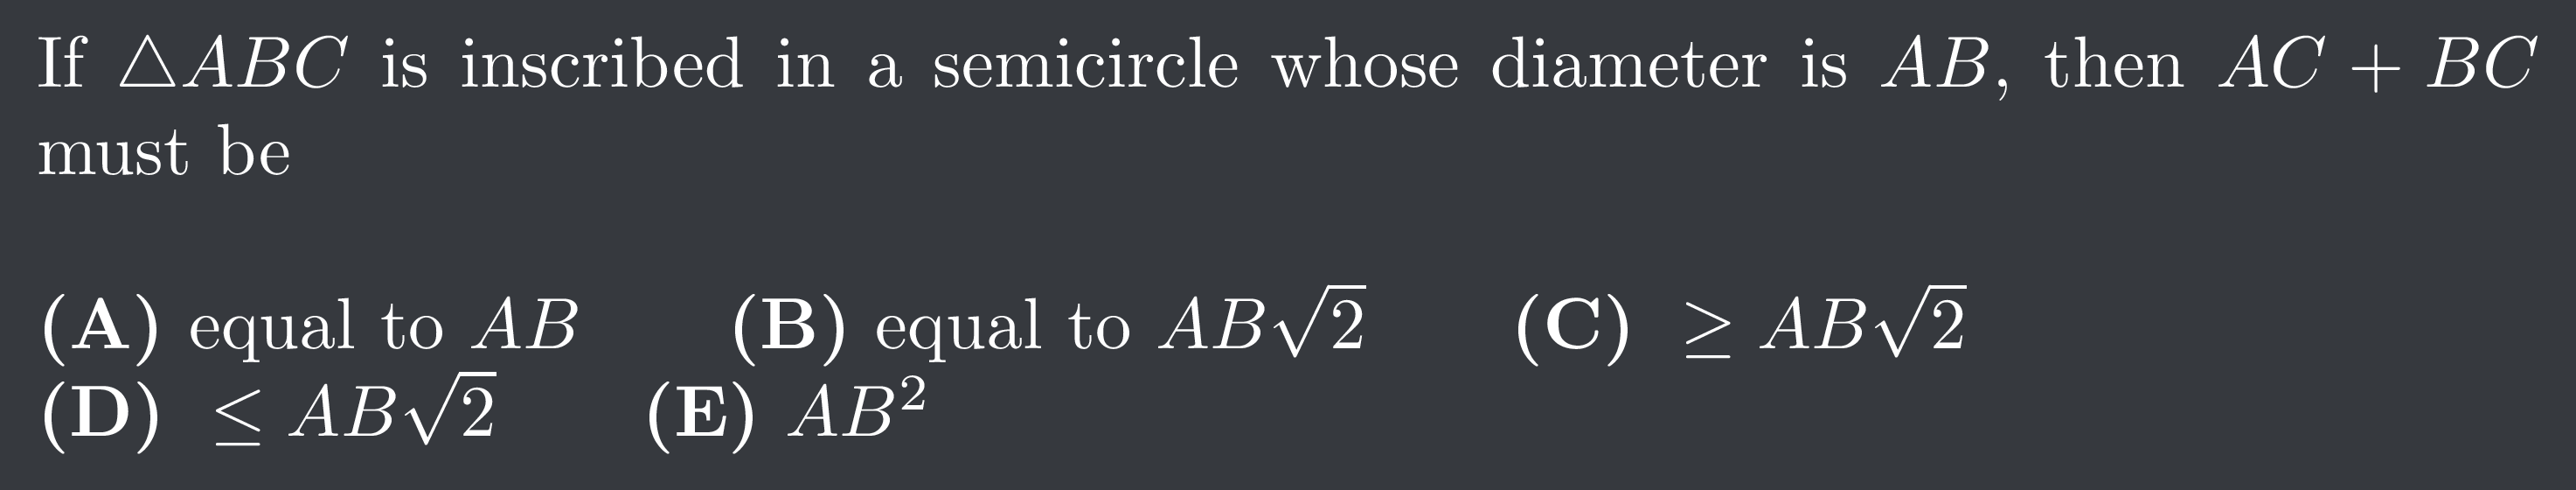 If △ABC is inscribed in a semicircle whose diameter is AB, then AC + BC
must be
(A) equal to AB (B) equal to AB√2 (C) ≥ AB√2
(D) ≤ AB√2 (E) AB²